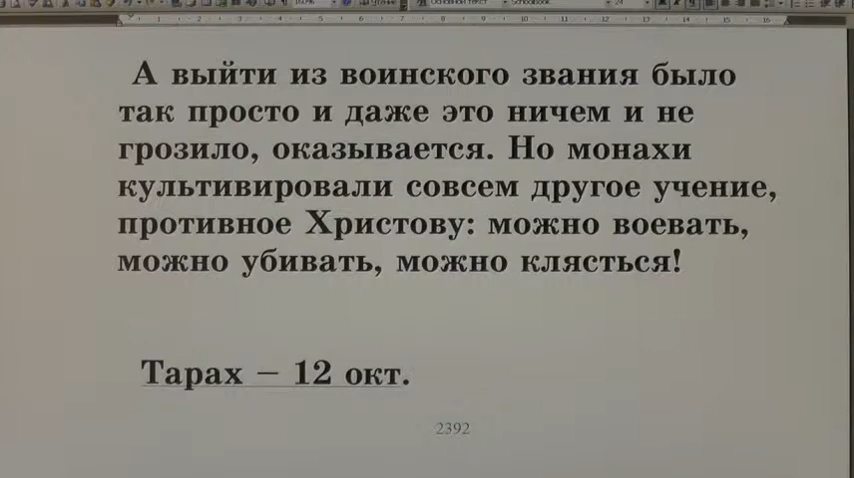 А выйти из воинского звания было
так просто и даже это ничем и не
грозило, оказывается. Но монахи
культивировали совсем другое учение,
противное Христову: можно воевать,
можно убивать, можно клясться!
Тарах – 12 окт.
2392